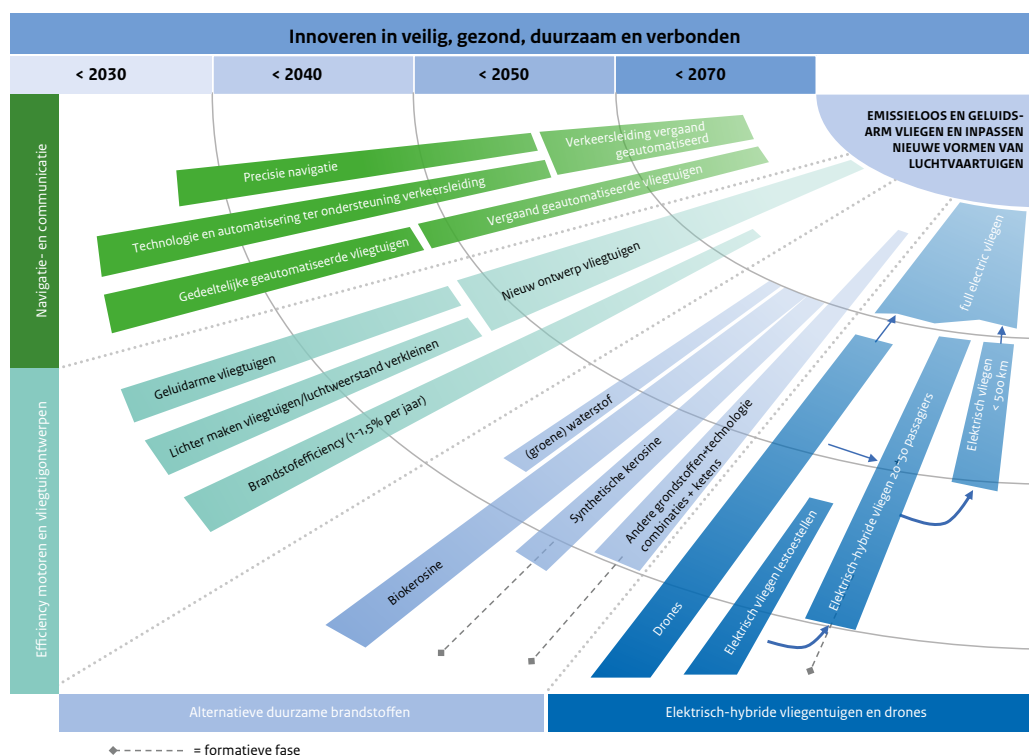 Innoveren in veilig, gezond, duurzaam en verbonden
< 2030
< 2040
< 2050
< 2070
EMISSIELOOS EN GELUIDS-
ARM VLIEGEN EN INPASSEN
NIEUWE VORMEN VAN
LUCHTVAARTUIGEN
Navigatie- en communicatie
Precisie navigatie
Verkeersleiding vergaand
geautomatiseerd
Technologie en automatisering ter ondersteuning verkeersleiding
Vergaand geautomatiseerde vliegtuigen
Gedeeltelijke geautomatiseerde vliegtuigen
Efficiency motoren en vliegtuigontwerpen
Nieuw ontwerp vliegtuigen
Geluidarme vliegtuigen
Lichter maken vliegtuigen/luchtweerstand verkleinen
Brandstofefficiency (1-1,5% per jaar)
(groene) waterstof
Biokerosine
Synthetische kerosine
Andere grondstoffen+technologie
combinaties + ketens
Drones
Elektrisch vliegen lestoestellen
Elektrisch-hybride vliegen 20-50 passagiers
Elektrisch vliegen
< 500 km
full electric vliegen
Alternatieve duurzame brandstoffen
Elektrisch-hybride vliegentuigen en drones
= formatieve fase